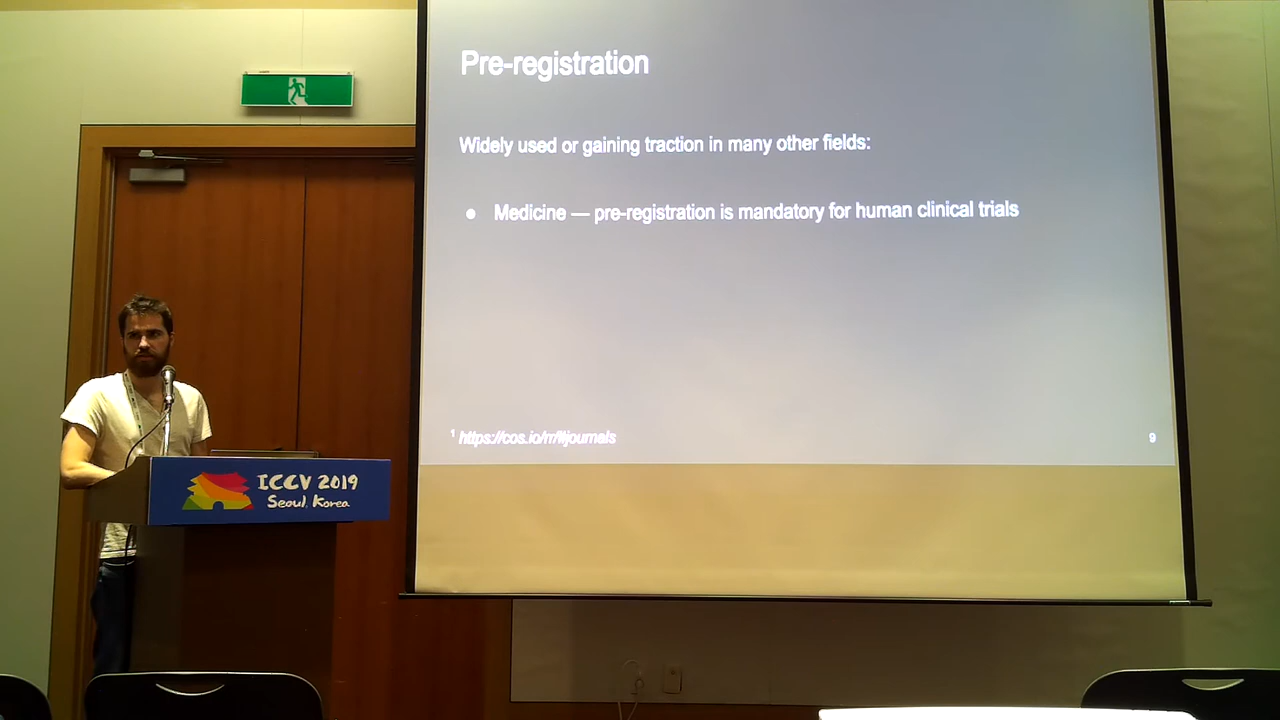 Pre-registration
Widely used or gaining traction in many other fields:
● Medicine — pre-registration is mandatory for human clinical trials
1 https://cos.io/rr/#journals
9
ICCV 2019
Seoul, Korea